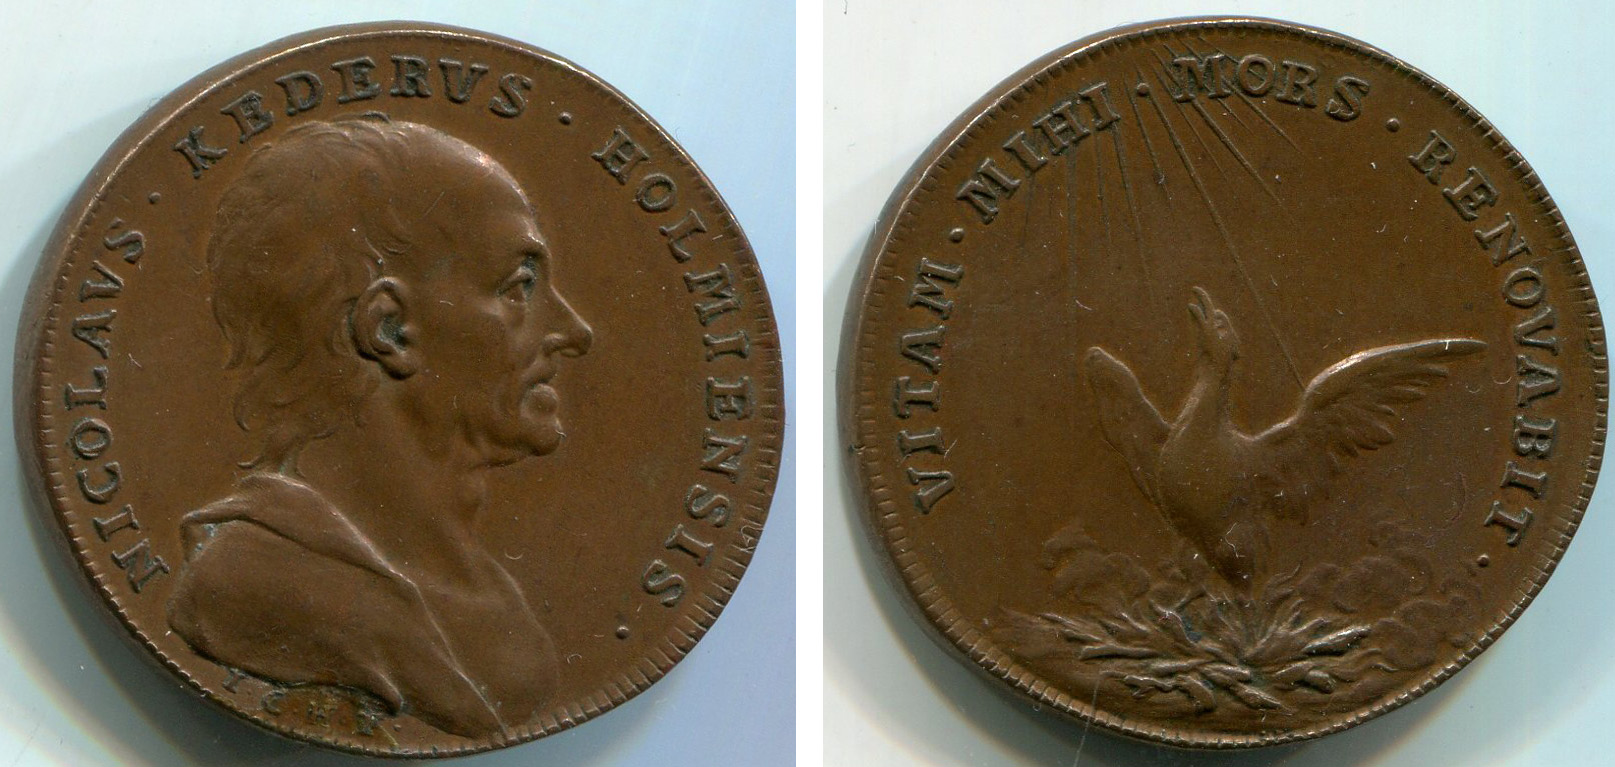 NICOLAVS · KEDERVS · HOLMIENSIS ·
I · C · H · F ·
VITAM · MIHI · MORS · RENOVABIT ·